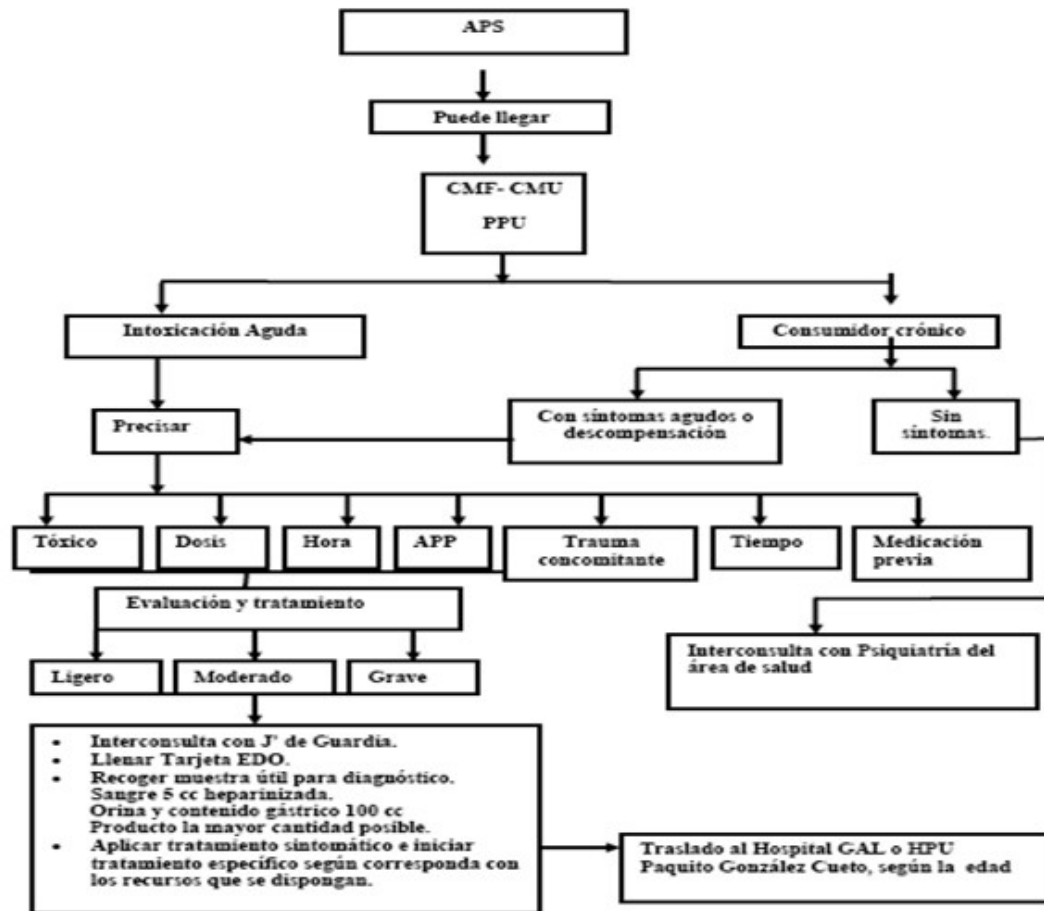 APS
Puede llegar
CMF- CMU
PPU
Intoxicación Aguda
Consumidor crónico
Precisar
Con síntomas agudos o
descompensación
Sin
síntomas.
Tóxico
Dosis
Hora
APP
Trauma
concomitante
Tiempo
Medicación
previa
Evaluación y tratamiento
Ligero
Moderado
Grave
Interconsulta con Psiquiatría del
área de salud
• Interconsulta con J' de Guardia.
• Llenar Tarjeta EDO.
• Recoger muestra útil para diagnóstico.
Sangre 5 cc heparinizada.
Orina y contenido gástrico 100 cc
Producto la mayor cantidad posible.
• Aplicar tratamiento sintomático e iniciar
tratamiento específico según corresponda con
los recursos que se dispongan.
Traslado al Hospital GAL o HPU
Paquito González Cueto, según la edad